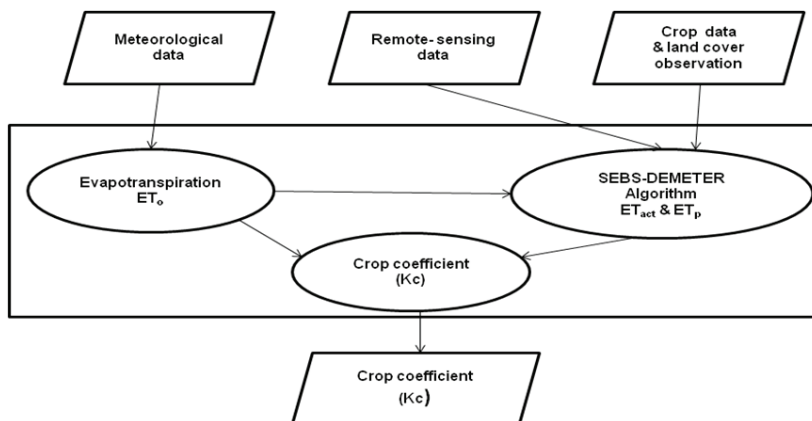 Meteorological
data
Remote- sensing
data
Crop data
& land cover
observation
Evapotranspiration
ETo
SEBS-DEMETER
Algorithm
ETact & ETp
Crop coefficient
(Kc)
Crop coefficient
(Kc)